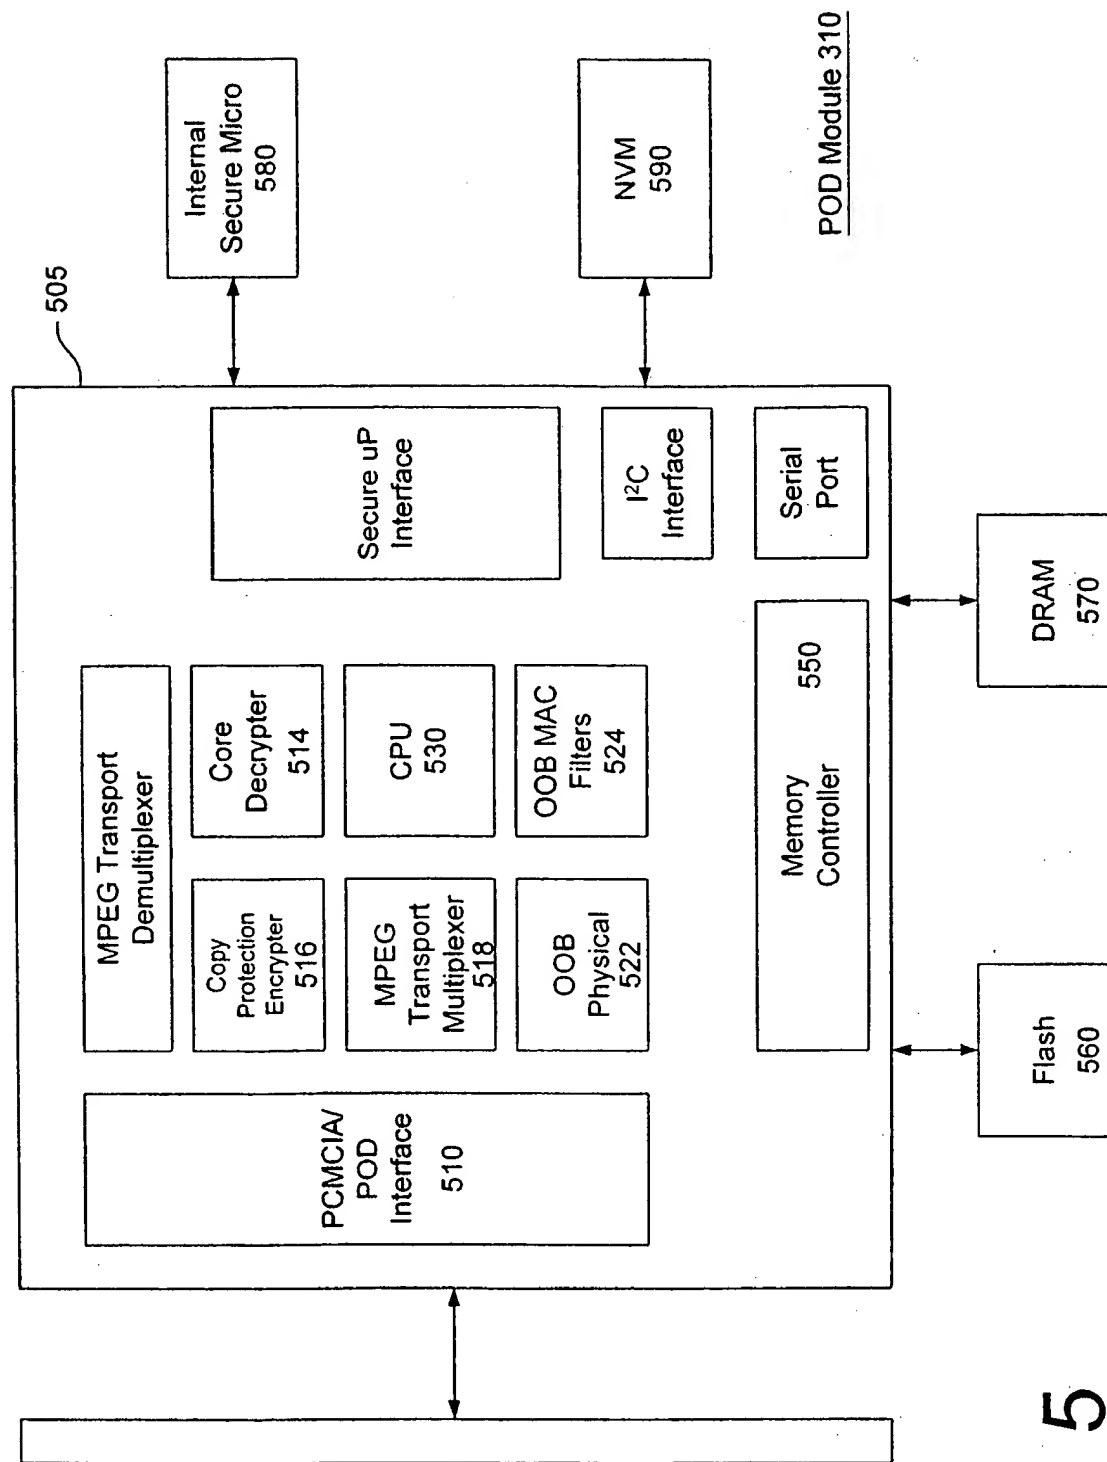 505
MPEG Transport
Demultiplexer
PCMCIA/
POD
Interface
510
Copy
Protection
Encrypter
516
Core
Decrypter
514
Secure uP
Interface
Internal
Secure Micro
580
MPEG
Transport
Multiplexer
518
CPU
530
OOB
Physical
522
OOB MAC
Filters
524
I²C
Interface
NVM
590
Memory
Controller
550
Serial
Port
Flash
560
DRAM
570
POD Module 310
5